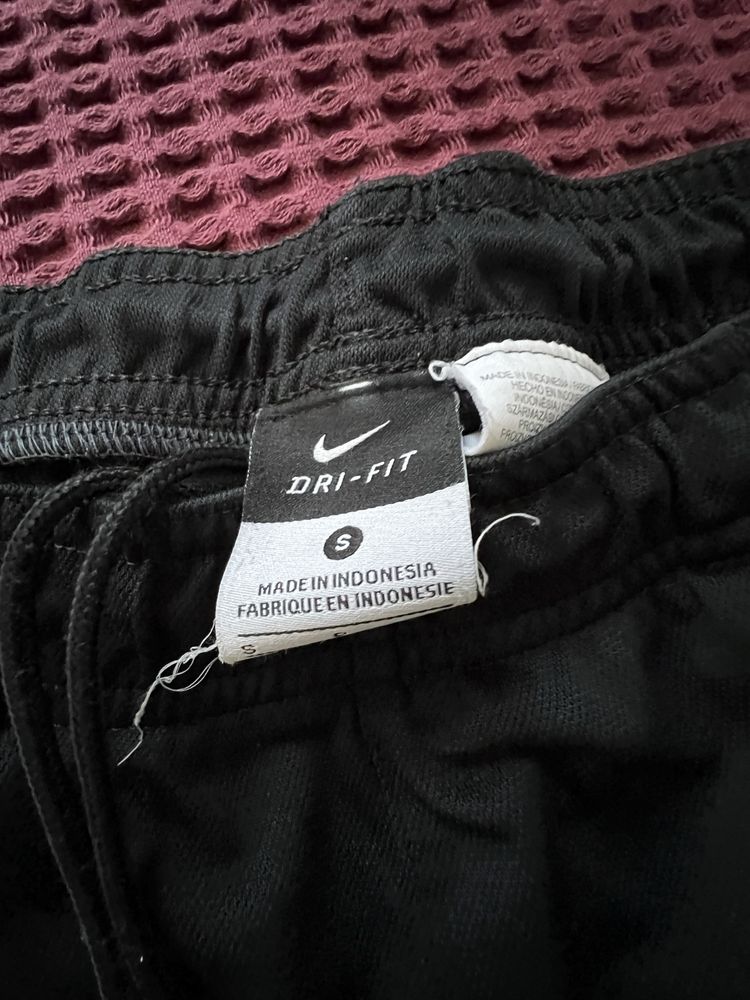 DRI-FIT
S
MADE IN INDONESIA
FABRIQUE EN INDONESIE
S
MADE IN INDONESIA
HECHO EN
INDONESIA